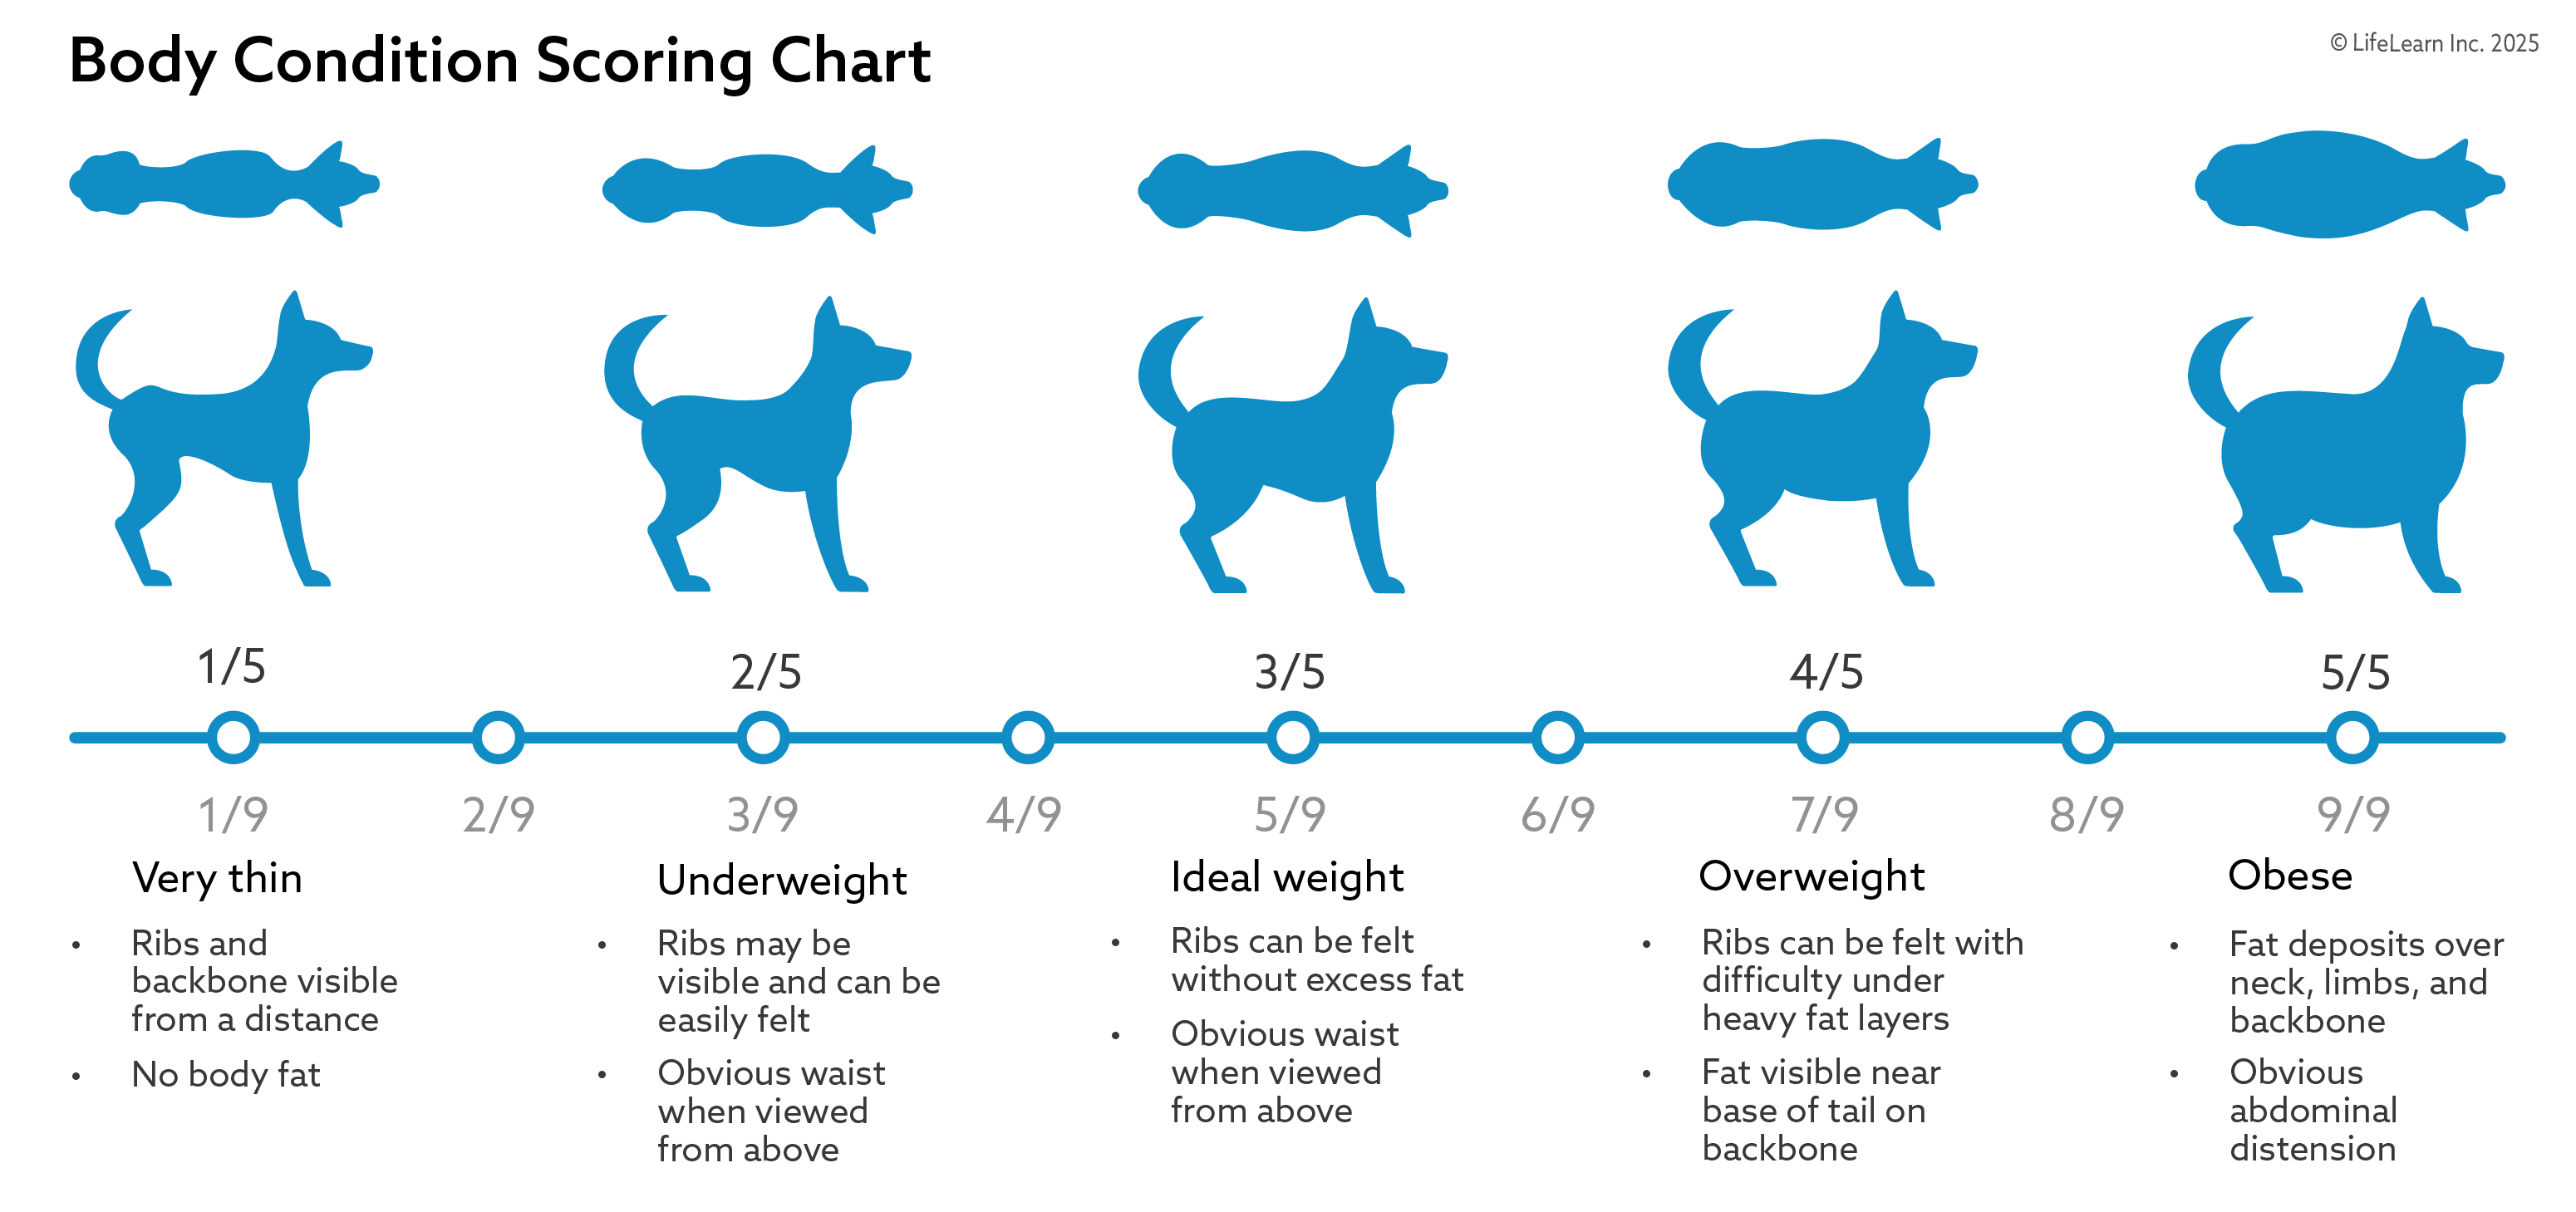 Body Condition Scoring Chart
© LifeLearn Inc. 2025
1/5
2/5
3/5
4/5
5/5
1/9
2/9
3/9
4/9
5/9
6/9
7/9
8/9
9/9
Very thin
• Ribs and
backbone visible
from a distance
• No body fat
Underweight
• Ribs may be
visible and can be
easily felt
• Obvious waist
when viewed
from above
Ideal weight
• Ribs can be felt
without excess fat
• Obvious waist
when viewed
from above
Overweight
• Ribs can be felt with
difficulty under
heavy fat layers
• Fat visible near
base of tail on
backbone
Obese
• Fat deposits over
neck, limbs, and
backbone
• Obvious
abdominal
distension